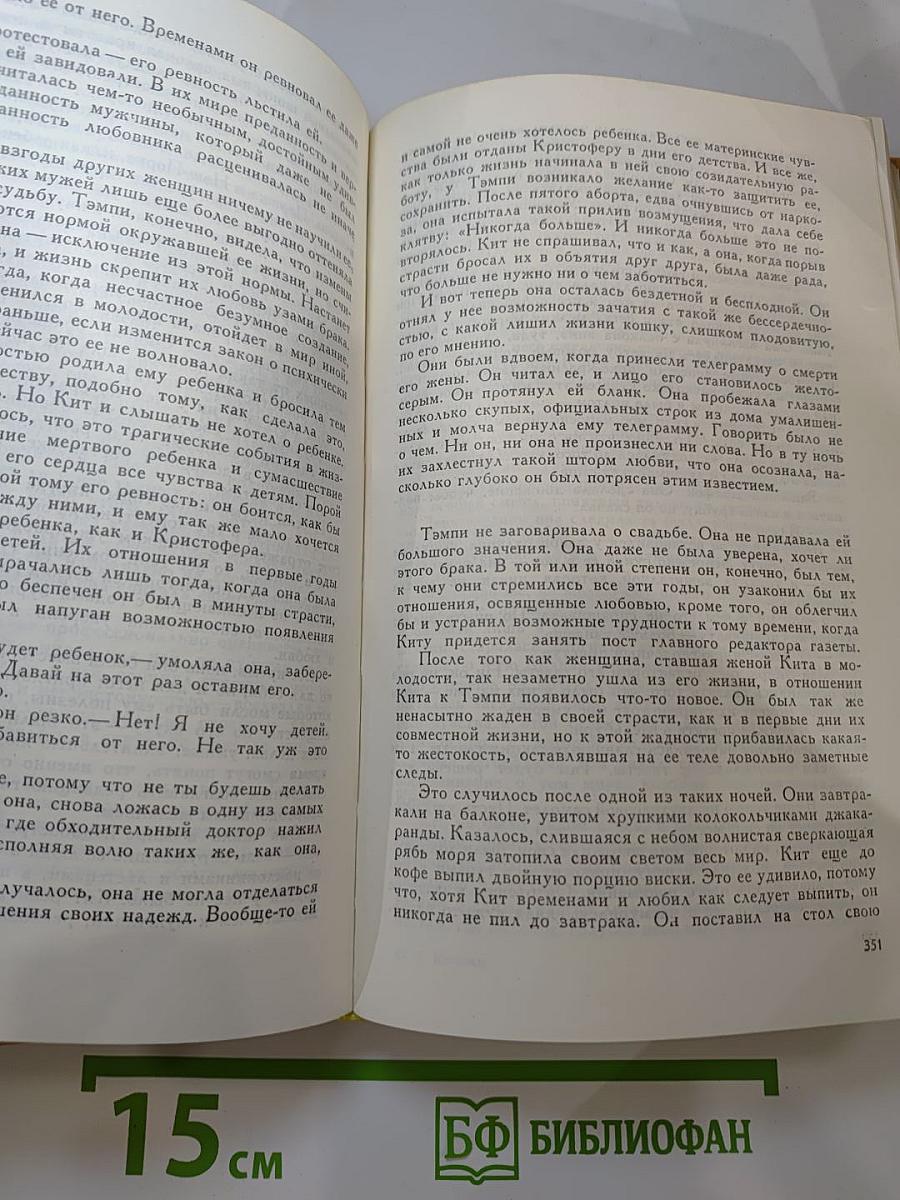 о ее от него. Временами он ревновал ее даже
ротестовала — его ревность льстила ей.
ей завидовали. В их мире преданность и вер-
читалась чем-то необычным, достойным удив-
данность мужчины, который даже не был
анность любовника расценивалась не иначе
взгоды других женщин ничему не научили ее,
ких мужей лишь еще более выгодно оттеняла
судьбу. Тэмпи, конечно, видела, что измены
ются нормой окружавшей ее жизни, но счи-
на — исключение из этой нормы. Настанет
, и жизнь скрепит их любовь узами брака.
гда, когда несчастное безумное создание,
енился в молодости, отойдет в мир иной,
раньше, если изменится закон о психически
ейчас это ее не волновало.
остью родила ему ребенка и бросила тем
еству, подобно тому, как сделала это,
ь. Но Кит и слышать не хотел о ребенке.
ось, что это трагические события в жиз-
ние мертвого ребенка и сумасшествие
его сердца все чувства к детям. Порой
ой тому его ревность: он боится, как бы
жду ними, и ему так же мало хочется
ребенка, как и Кристофера.
етей. Их отношения в первые годы
мрачались лишь тогда, когда она была
о беспечен он был в минуты страсти,
ыл напуган возможностью появления
удет ребенок,— умоляла она, забере-
Давай на этот раз оставим его.
о.
он резко.— Нет! Я не хочу детей.
бавиться от него. Не так уж это
е, потому что не ты будешь делать
она, снова ложась в одну из самых
где обходительный доктор нажил
сполняя волю таких же, как она,
лучалось, она не могла отделаться
шения своих надежд. Вообще-то ей
и самой не очень хотелось ребенка. Все ее материнские чув-
ства были отданы Кристоферу в дни его детства. И все же,
как только жизнь начинала в ней свою созидательную ра-
боту, у Тэмпи возникало желание как-то защитить ее,
сохранить. После пятого аборта, едва очнувшись от нарко-
за, она испытала такой прилив возмущения, что дала себе
клятву: «Никогда больше». И никогда больше это не по-
вторялось. Кит не спрашивал, что и как, а она, когда порыв
страсти бросал их в объятия друг друга, была даже рада,
что больше не нужно ни о чем заботиться.
И вот теперь она осталась бездетной и бесплодной. Он
отнял у нее возможность зачатия с такой же бессердечно-
стью, с какой лишил жизни кошку, слишком плодовитую,
по его мнению.
Они были вдвоем, когда принесли телеграмму о смерти
его жены. Он читал ее, и лицо его становилось желто-
серым. Он протянул ей бланк. Она пробежала глазами
несколько скупых, официальных строк из дома умалишен-
ных и молча вернула ему телеграмму. Говорить было не
о чем. Ни он, ни она не произнесли ни слова. Но в ту ночь
их захлестнул такой шторм любви, что она осознала, на-
сколько глубоко он был потрясен этим известием.
Тэмпи не заговаривала о свадьбе. Она не придавала ей
большого значения. Она даже не была уверена, хочет ли
этого брака. В той или иной степени он, конечно, был тем,
к чему они стремились все эти годы, он узаконил бы их
отношения, освященные любовью, кроме того, он облегчил
бы и устранил возможные трудности к тому времени, когда
Киту придется занять пост главного редактора газеты.
После того как женщина, ставшая женой Кита в мо-
лодости, так незаметно ушла из его жизни, в отношении
Кита к Тэмпи появилось что-то новое. Он был так же
ненасытно жаден в своей страсти, как и в первые дни их
совместной жизни, но к этой жадности прибавилась какая-
то жестокость, оставлявшая на ее теле довольно заметные
следы.
Это случилось после одной из таких ночей. Они завтра-
кали на балконе, увитом хрупкими колокольчиками джака-
ранды. Казалось, слившаяся с небом волнистая сверкающая
рябь моря затопила своим светом весь мир. Кит еще до
кофе выпил двойную порцию виски. Это ее удивило, потому
что, хотя Кит временами и любил как следует выпить, он
никогда не пил до завтрака. Он поставил на стол свою
351
15 см
БФ БИБЛИОФАН